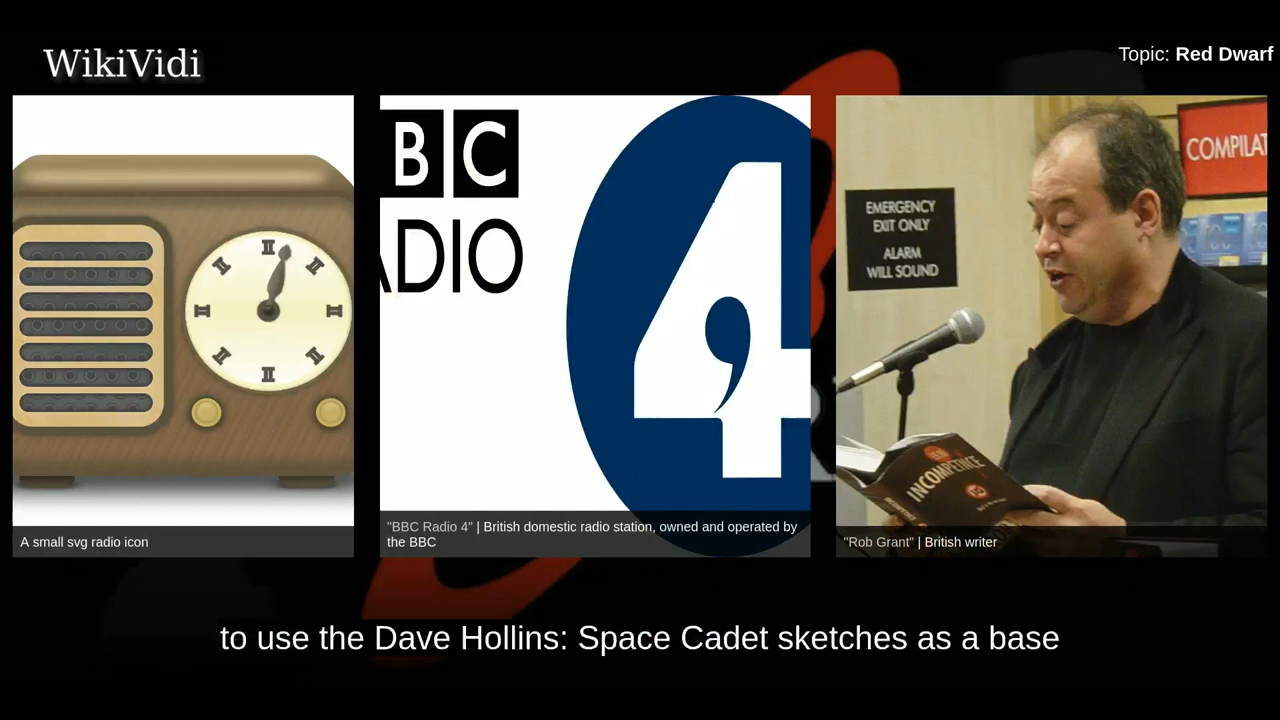 WikiVidi
Topic: Red Dwarf
BBC
ADIO
4
EMERGENCY
EXIT ONLY
ALARM
WILL SOUND
COMPILAT
INCOMPETENCE
A small svg radio icon
"BBC Radio 4" | British domestic radio station, owned and operated by
the BBC
"Rob Grant" | British writer
to use the Dave Hollins: Space Cadet sketches as a base